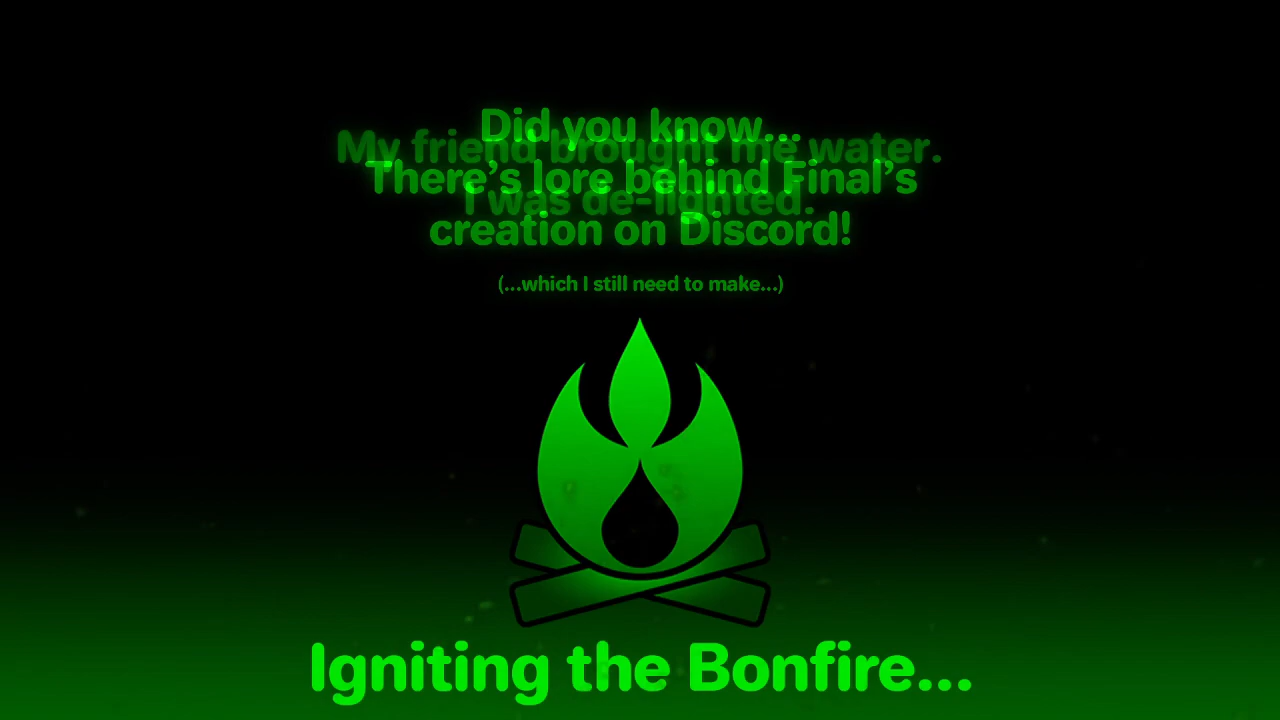 Did you know...
My friend brought me water.
There's lore behind Final's
I was de-lighted.
creation on Discord!
(...which I still need to make...)
Igniting the Bonfire...